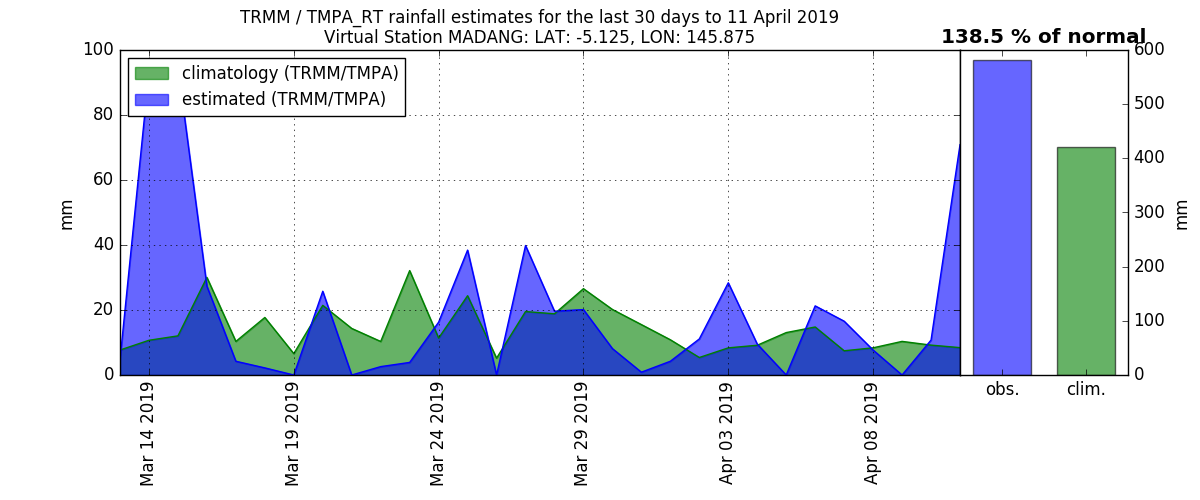 TRMM / TMPA_RT rainfall estimates for the last 30 days to 11 April 2019
Virtual Station MADANG: LAT: -5.125, LON: 145.875
138.5 % of normal
climatology (TRMM/TMPA)
estimated (TRMM/TMPA)
100
80
60
40
20
0
mm
Mar 14 2019
Mar 19 2019
Mar 24 2019
Mar 29 2019
Apr 03 2019
Apr 08 2019
600
500
400
300
200
100
0
mm
obs.
clim.